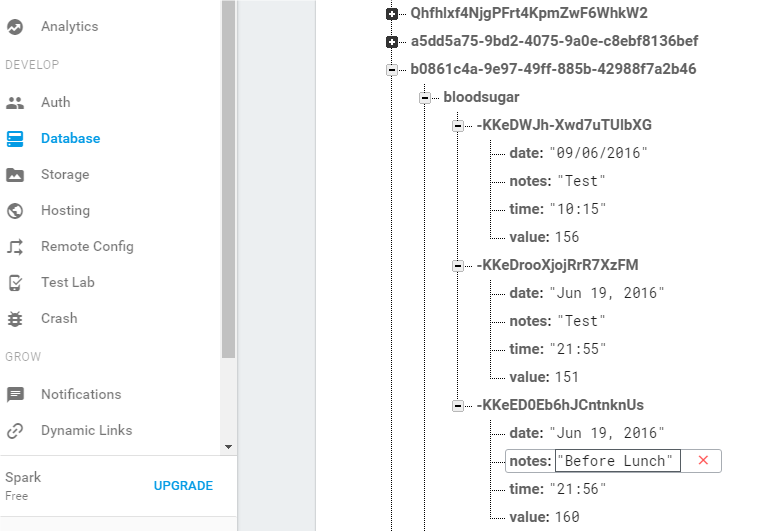 Analytics
DEVELOP
Auth
Database
Storage
Hosting
Remote Config
Test Lab
Crash
GROW
Notifications
Dynamic Links
Spark
Free
UPGRADE
Qhfhlxf4NjgPFrt4KpmZwF6WhkW2
a5dd5a75-9bd2-4075-9a0e-c8ebf8136bef
b0861c4a-9e97-49ff-885b-42988f7a2b46
bloodsugar
-KKeDWJh-Xwd7uTUlbXG
date: "09/06/2016"
notes: "Test"
time: "10:15"
value: 156
-KKeDrooXjojRrR7XzFM
date: "Jun 19, 2016"
notes: "Test"
time: "21:55"
value: 151
-KKeED0Eb6hJCntnknUs
date: "Jun 19, 2016"
notes: "Before Lunch"
time: "21:56"
value: 160